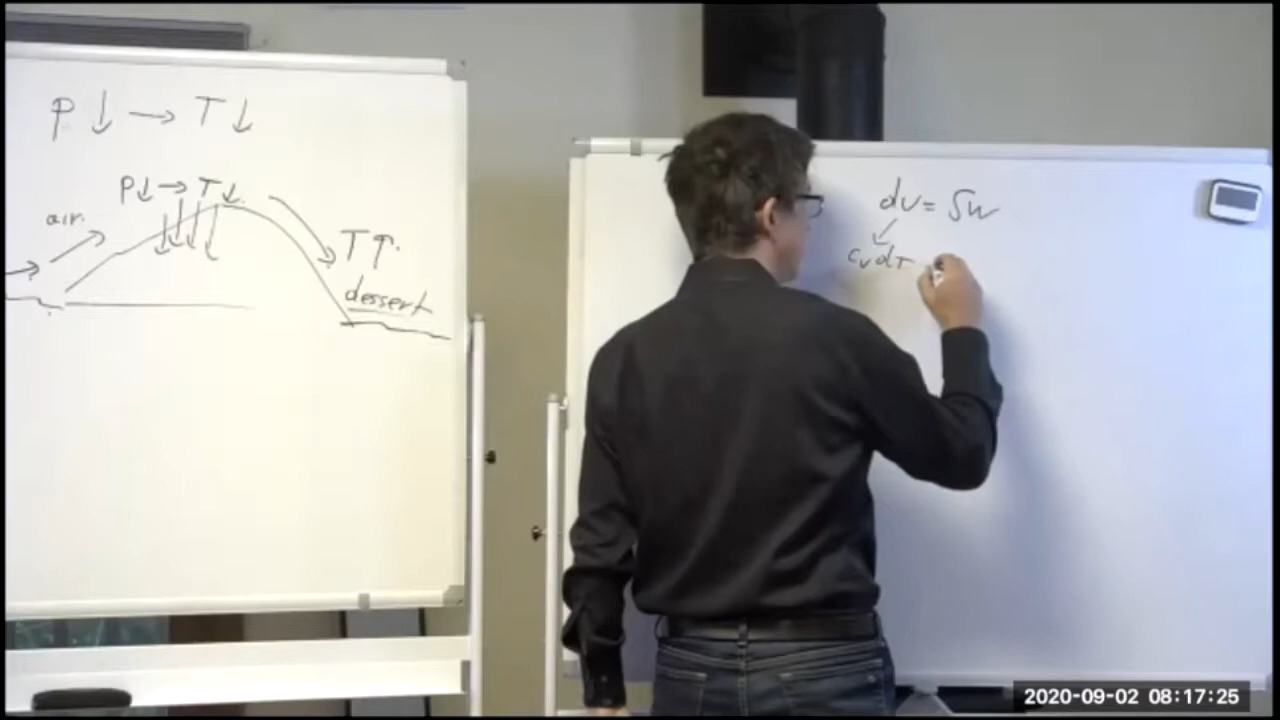 P ↓ → T ↓
P↓ → T↓
air.
T↑.
dessert
dU = δW
CvdT
2020-09-02 08:17:25